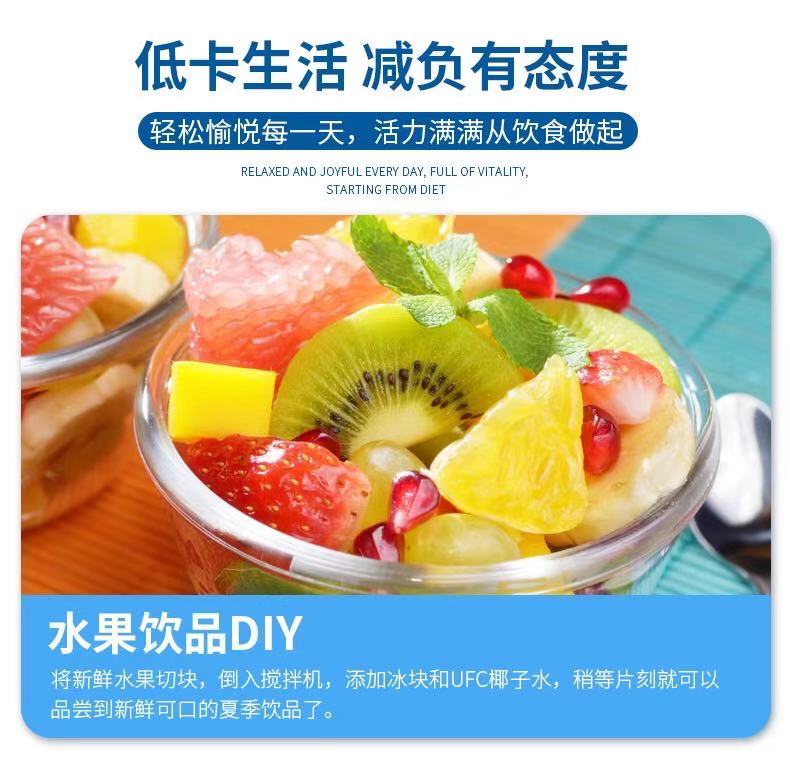 低卡生活 减负有态度
轻松愉悦每一天，活力满满从饮食做起
RELAXED AND JOYFUL EVERY DAY, FULL OF VITALITY,
STARTING FROM DIET
水果饮品DIY
将新鲜水果切块，倒入搅拌机，添加冰块和UFC椰子水，稍等片刻就可以
品尝到新鲜可口的夏季饮品了。